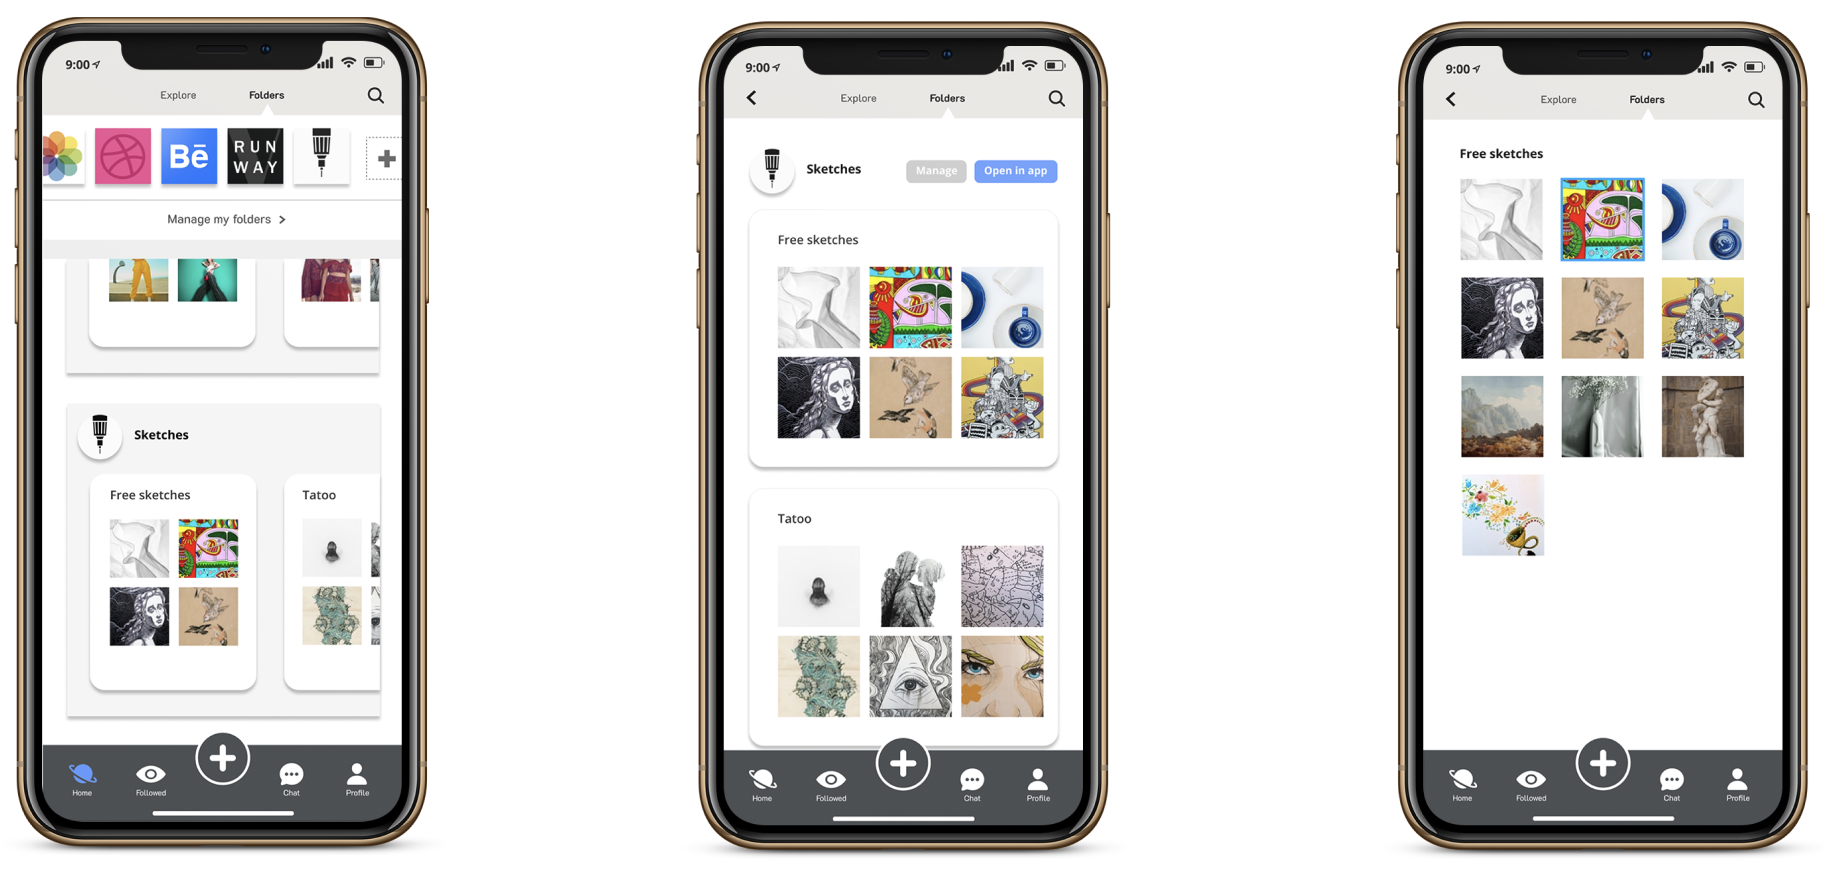 9:00
Explore
Folders
Bē
RUN
WAY
Manage my folders >
Sketches
Free sketches
Tatoo
Home
Followed
Chat
Profile
9:00
Explore
Folders
Sketches
Manage
Open in app
Free sketches
Tatoo
Home
Followed
Chat
Profile
9:00
Explore
Folders
Free sketches
Home
Followed
Chat
Profile